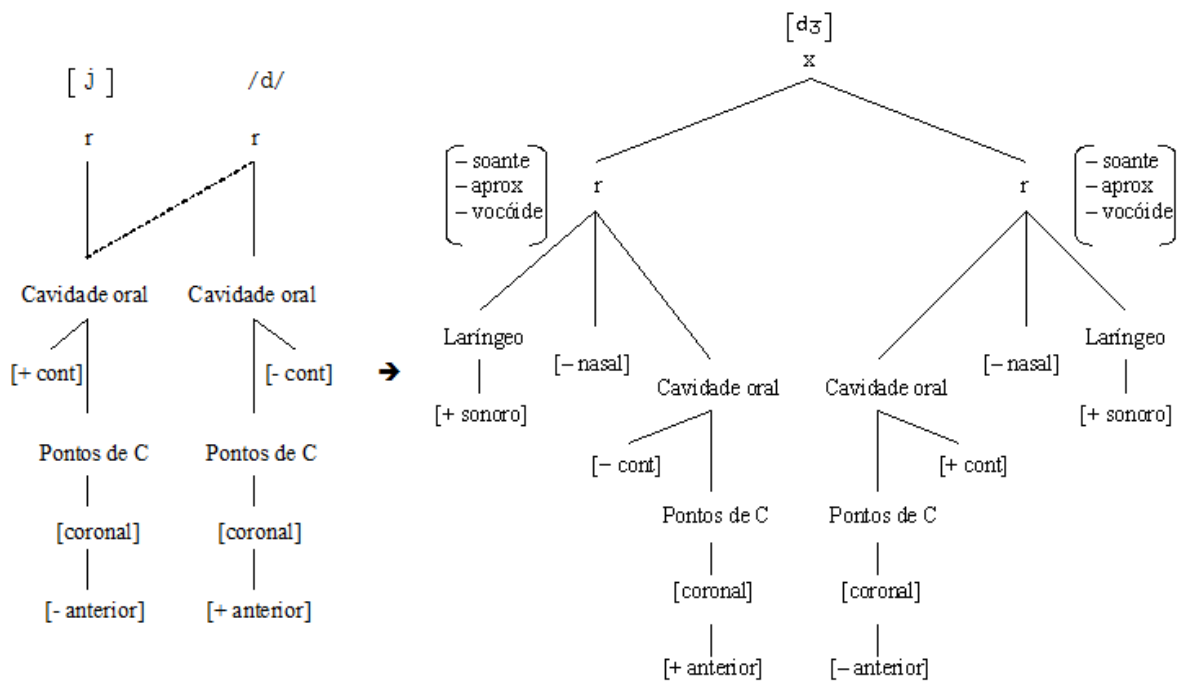 [ j ] /d/
r r
Cavidade oral Cavidade oral
[+ cont] [- cont]
Pontos de C Pontos de C
[coronal] [coronal]
[- anterior] [+ anterior]
➔
[dʒ]
x
– soante
– aprox
– vocóide
r
r
– soante
– aprox
– vocóide
Laríngeo
[+ sonoro]
[– nasal]
Cavidade oral
[– cont]
Pontos de C
[coronal]
[+ anterior]
Cavidade oral
[+ cont]
Pontos de C
[coronal]
[– anterior]
[– nasal]
Laríngeo
[+ sonoro]